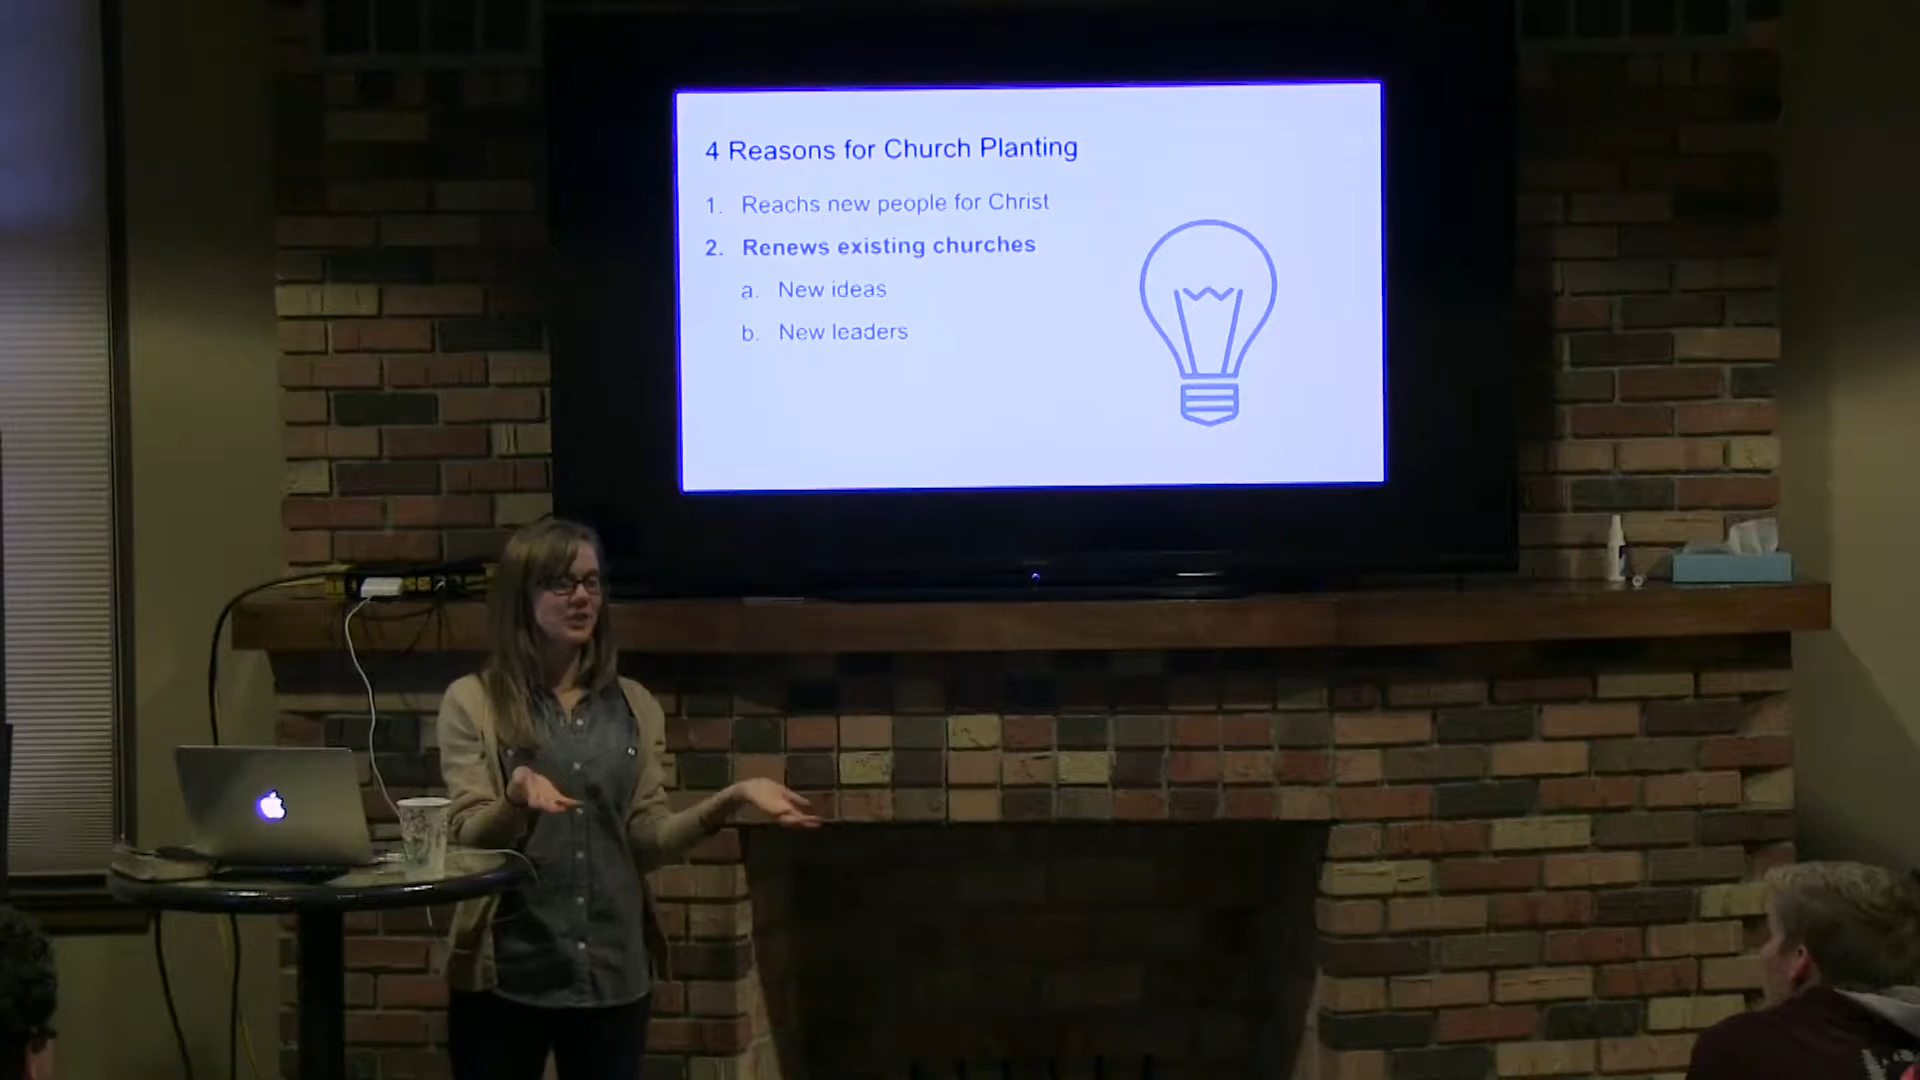 4 Reasons for Church Planting
1. Reachs new people for Christ
2. Renews existing churches
a. New ideas
b. New leaders